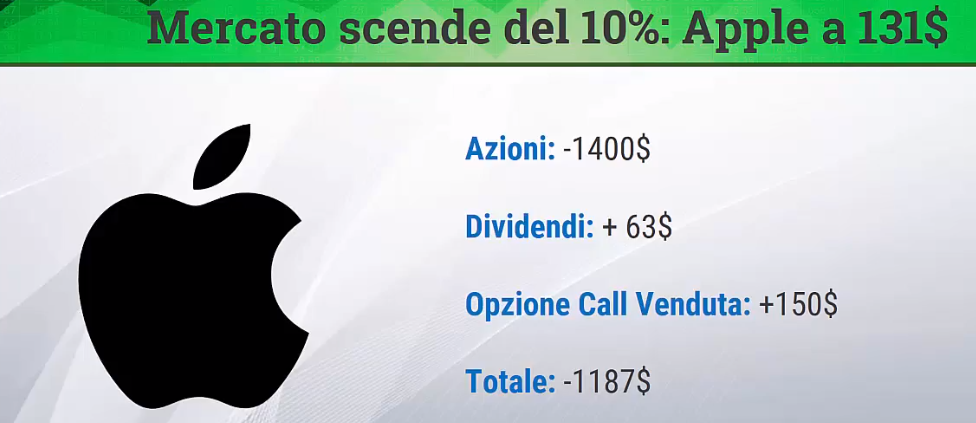 Mercato scende del 10%: Apple a 131$
Azioni: -1400$
Dividendi: + 63$
Opzione Call Venduta: +150$
Totale: -1187$